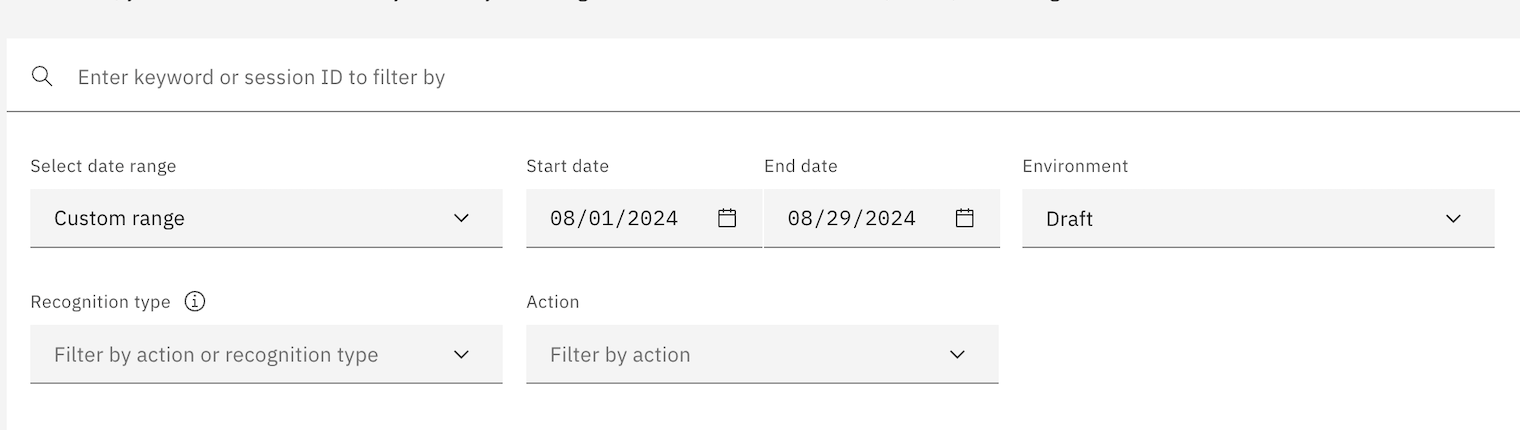 Enter keyword or session ID to filter by
Select date range
Start date
End date
Environment
Custom range
08/01/2024
08/29/2024
Draft
Recognition type
Action
Filter by action or recognition type
Filter by action